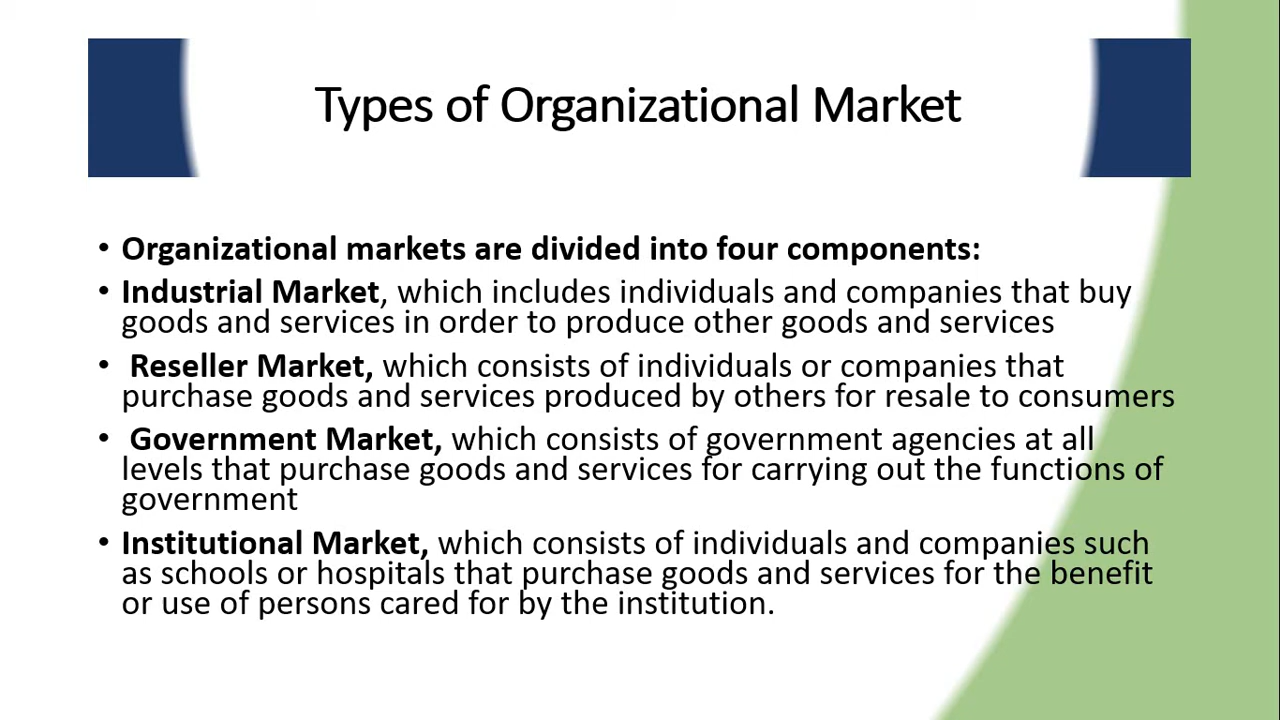 Types of Organizational Market
• Organizational markets are divided into four components:
• Industrial Market, which includes individuals and companies that buy
goods and services in order to produce other goods and services
• Reseller Market, which consists of individuals or companies that
purchase goods and services produced by others for resale to consumers
• Government Market, which consists of government agencies at all
levels that purchase goods and services for carrying out the functions of
government
• Institutional Market, which consists of individuals and companies such
as schools or hospitals that purchase goods and services for the benefit
or use of persons cared for by the institution.